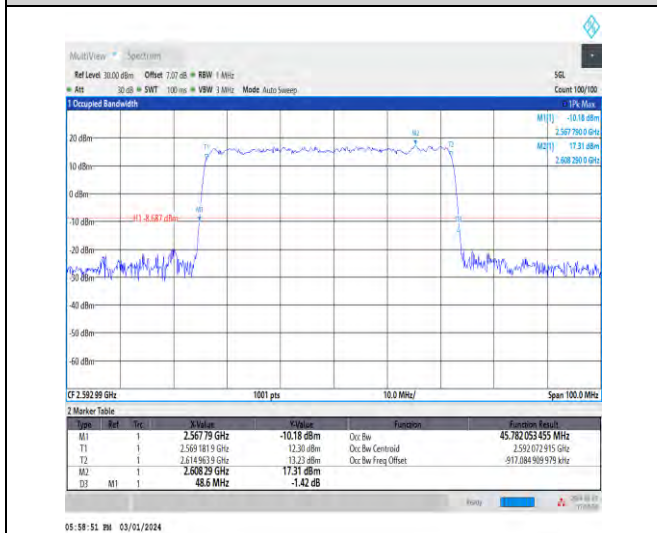 MultiView Spectrum
Ref Level 30.00 dBm Offset 7.07 dB RBW 1 MHz SGL
Att 30 dB SWT 100 ms VBW 3 MHz Mode Auto Sweep Count 100/100
1 Occupied Bandwidth 1Pk Max
M1[1] -10.18 dBm
2.567 790 0 GHz
M2[1] 17.31 dBm
2.608 290 0 GHz
20 dBm
10 dBm
0 dBm
-10 dBm
-20 dBm
-30 dBm
-40 dBm
-50 dBm
-60 dBm
T1
M2
T2
M1
H1 -8.687 dBm
CF 2.592 99 GHz 1001 pts 10.0 MHz/ Span 100.0 MHz
2 Marker Table
Type Ref Trc X-Value Y-Value Function Function Result
M1 1 2.567 79 GHz -10.18 dBm Occ Bw 45.782 053 455 MHz
T1 1 2.569 181 9 GHz 12.30 dBm Occ Bw Centroid 2.592 072 915 GHz
T2 1 2.614 963 9 GHz 13.23 dBm Occ Bw Freq Offset -917.084 909 979 kHz
M2 1 2.608 29 GHz 17.31 dBm
D3 M1 1 48.6 MHz -1.42 dB
Ready
05:58:51 PM 03/01/2024